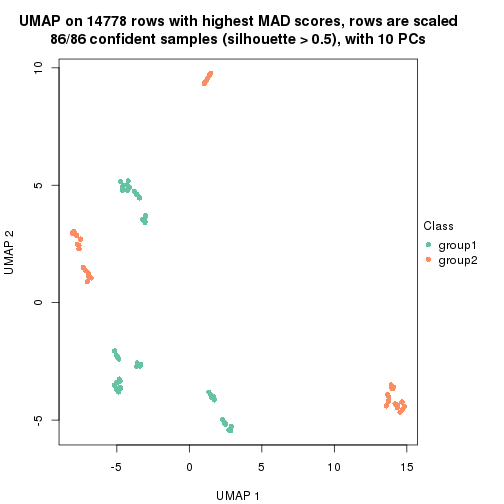 UMAP on 14778 rows with highest MAD scores, rows are scaled
86/86 confident samples (silhouette > 0.5), with 10 PCs
10
5
0
-5
UMAP 2
-5
0
5
10
15
UMAP 1
Class
group1
group2